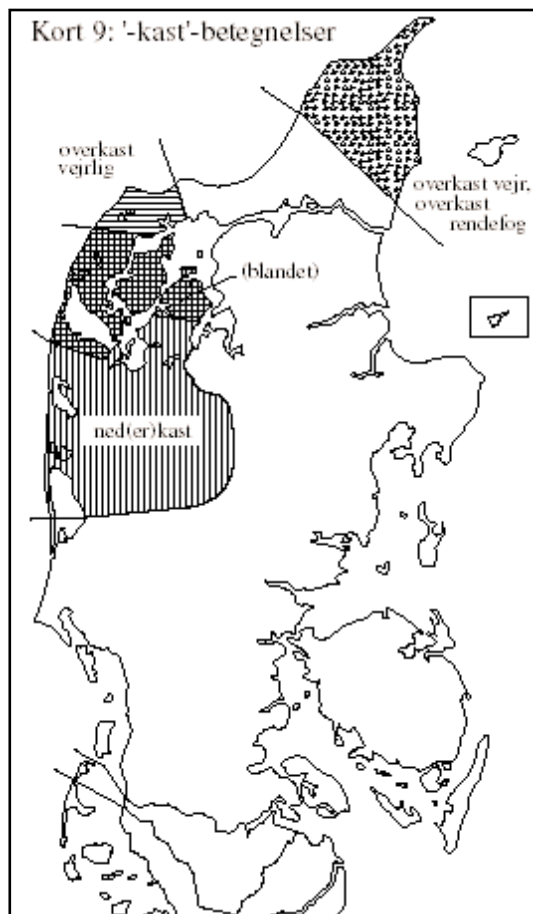 Kort 9: '-kast'-betegnelser
overkast
vejrlig
overkast vejr,
overkast
rendefog
(blandet)
ned(er)kast